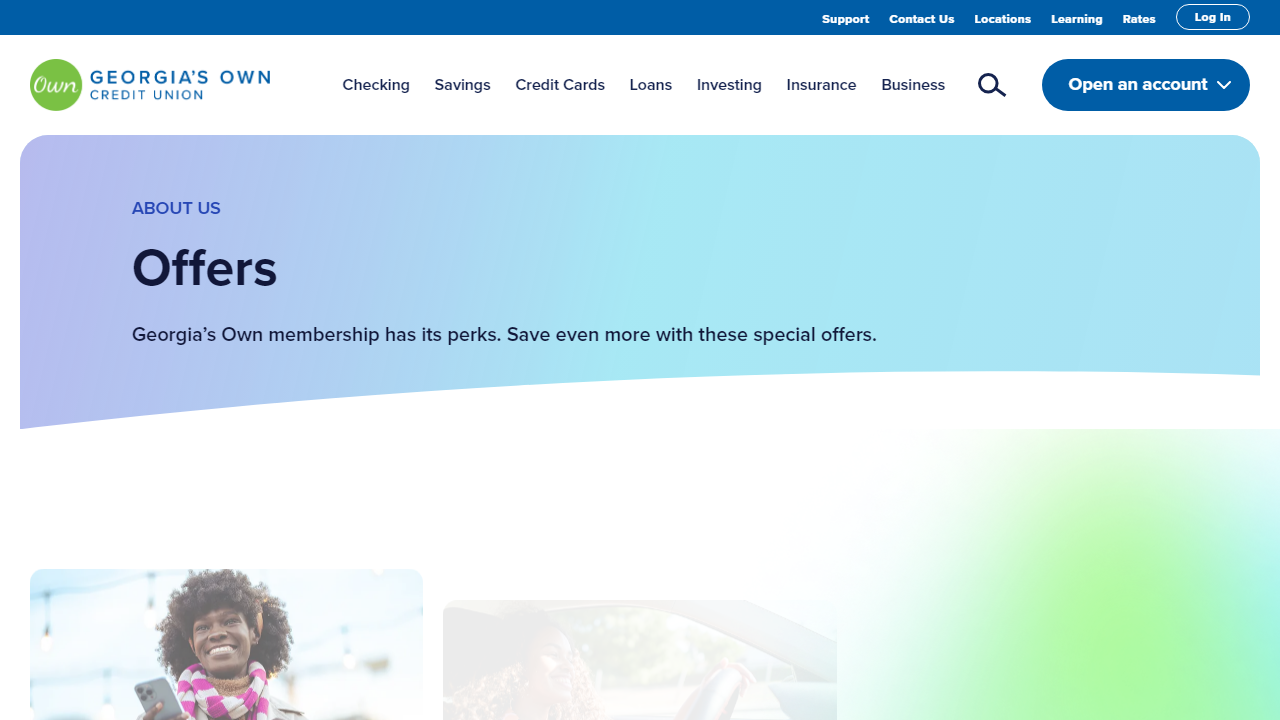 Support Contact Us Locations Learning Rates Log In
Own GEORGIA'S OWN
CREDIT UNION
Checking Savings Credit Cards Loans Investing Insurance Business Open an account
ABOUT US
Offers
Georgia’s Own membership has its perks. Save even more with these special offers.